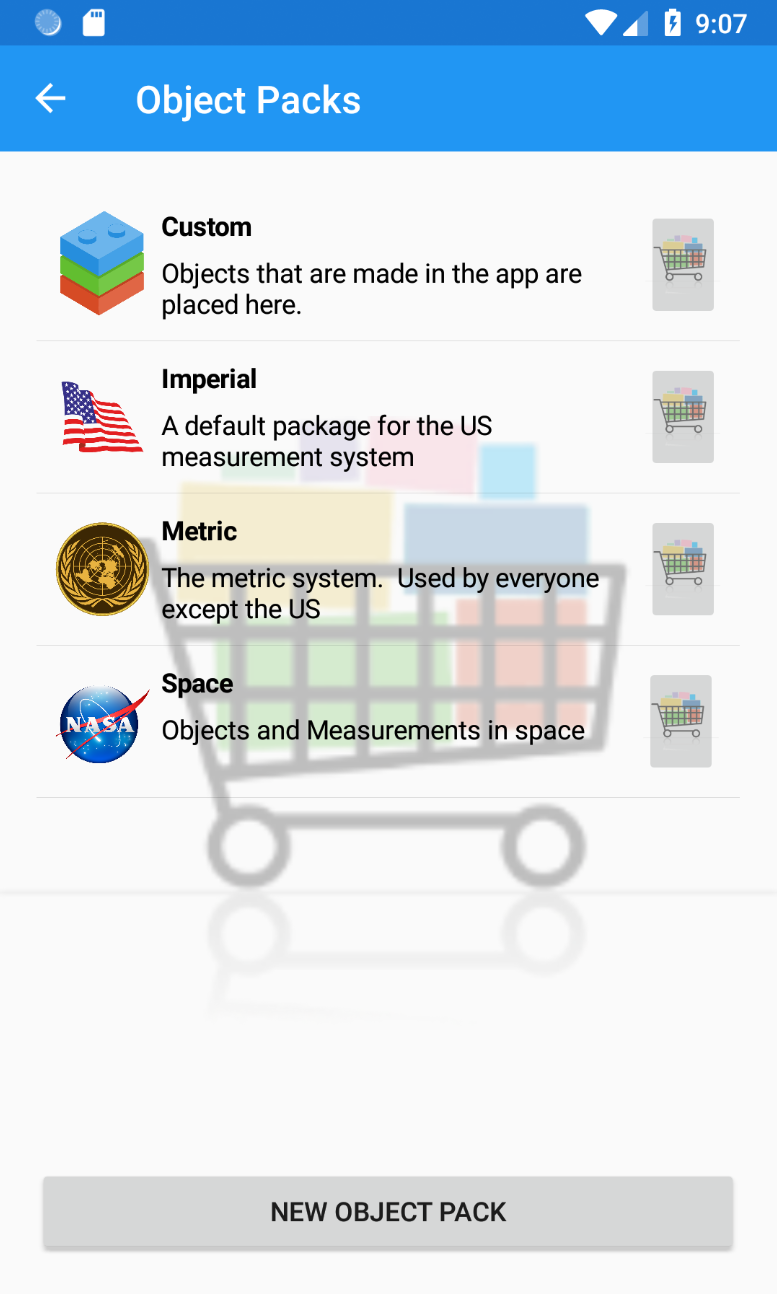 9:07
Object Packs
Custom
Objects that are made in the app are
placed here.
Imperial
A default package for the US
measurement system
Metric
The metric system.  Used by everyone
except the US
NASA
Space
Objects and Measurements in space
NEW OBJECT PACK